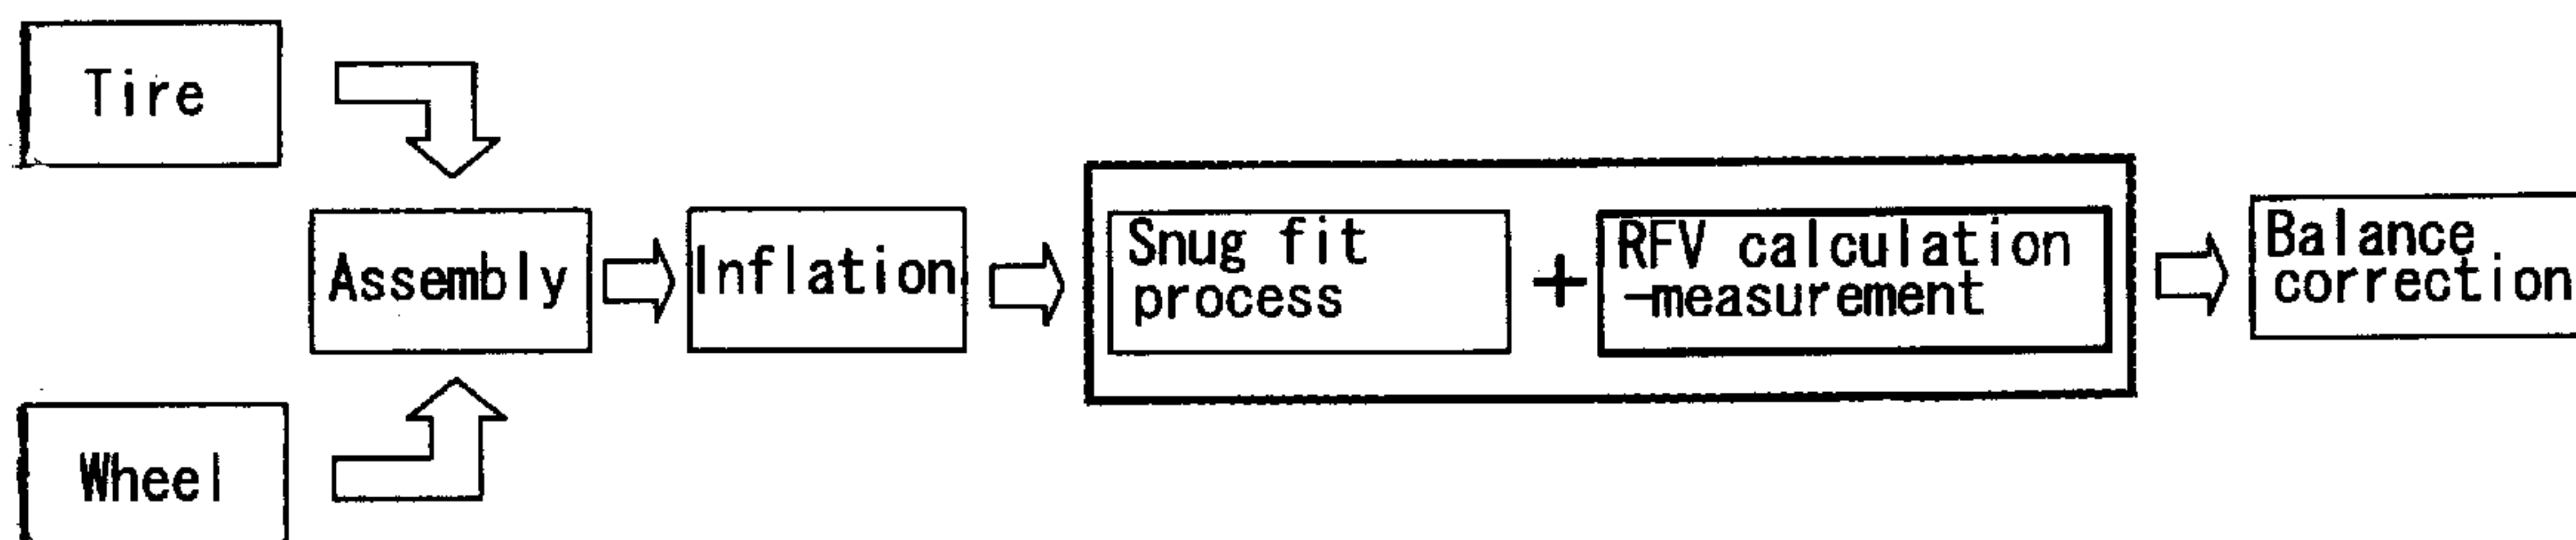 Tire
Assembly
Inflation
Snug fit
process
+
RFV calculation
-measurement
Balance
correction
Wheel